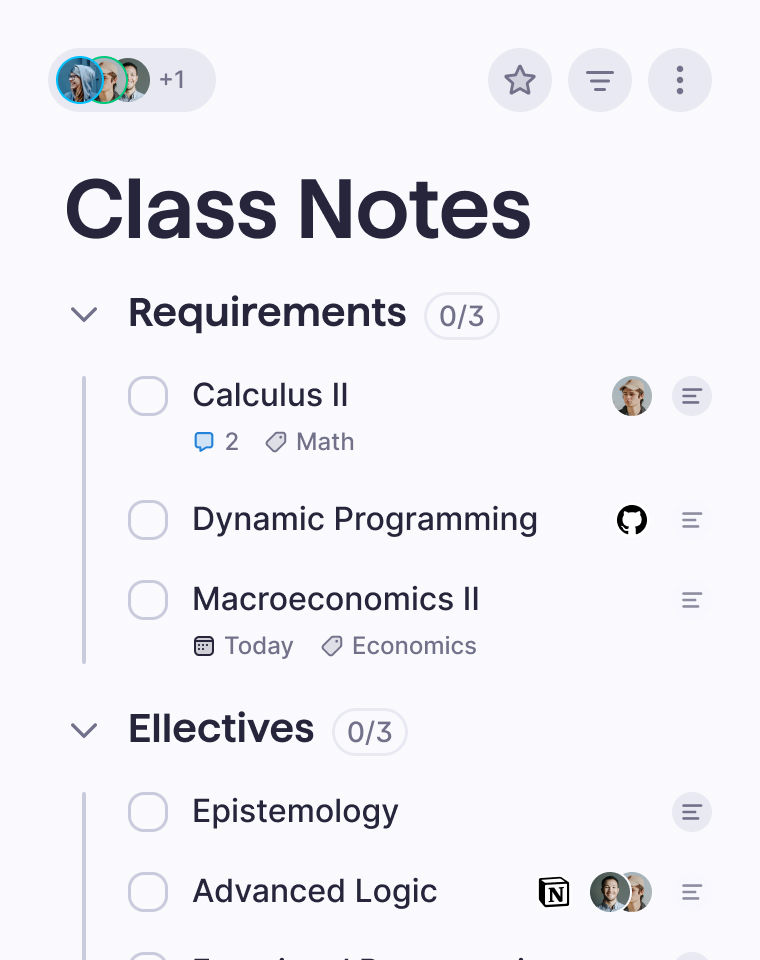 +1
Class Notes
Requirements 0/3
Calculus II
2 Math
Dynamic Programming
Macroeconomics II
Today Economics
Ellectives 0/3
Epistemology
Advanced Logic